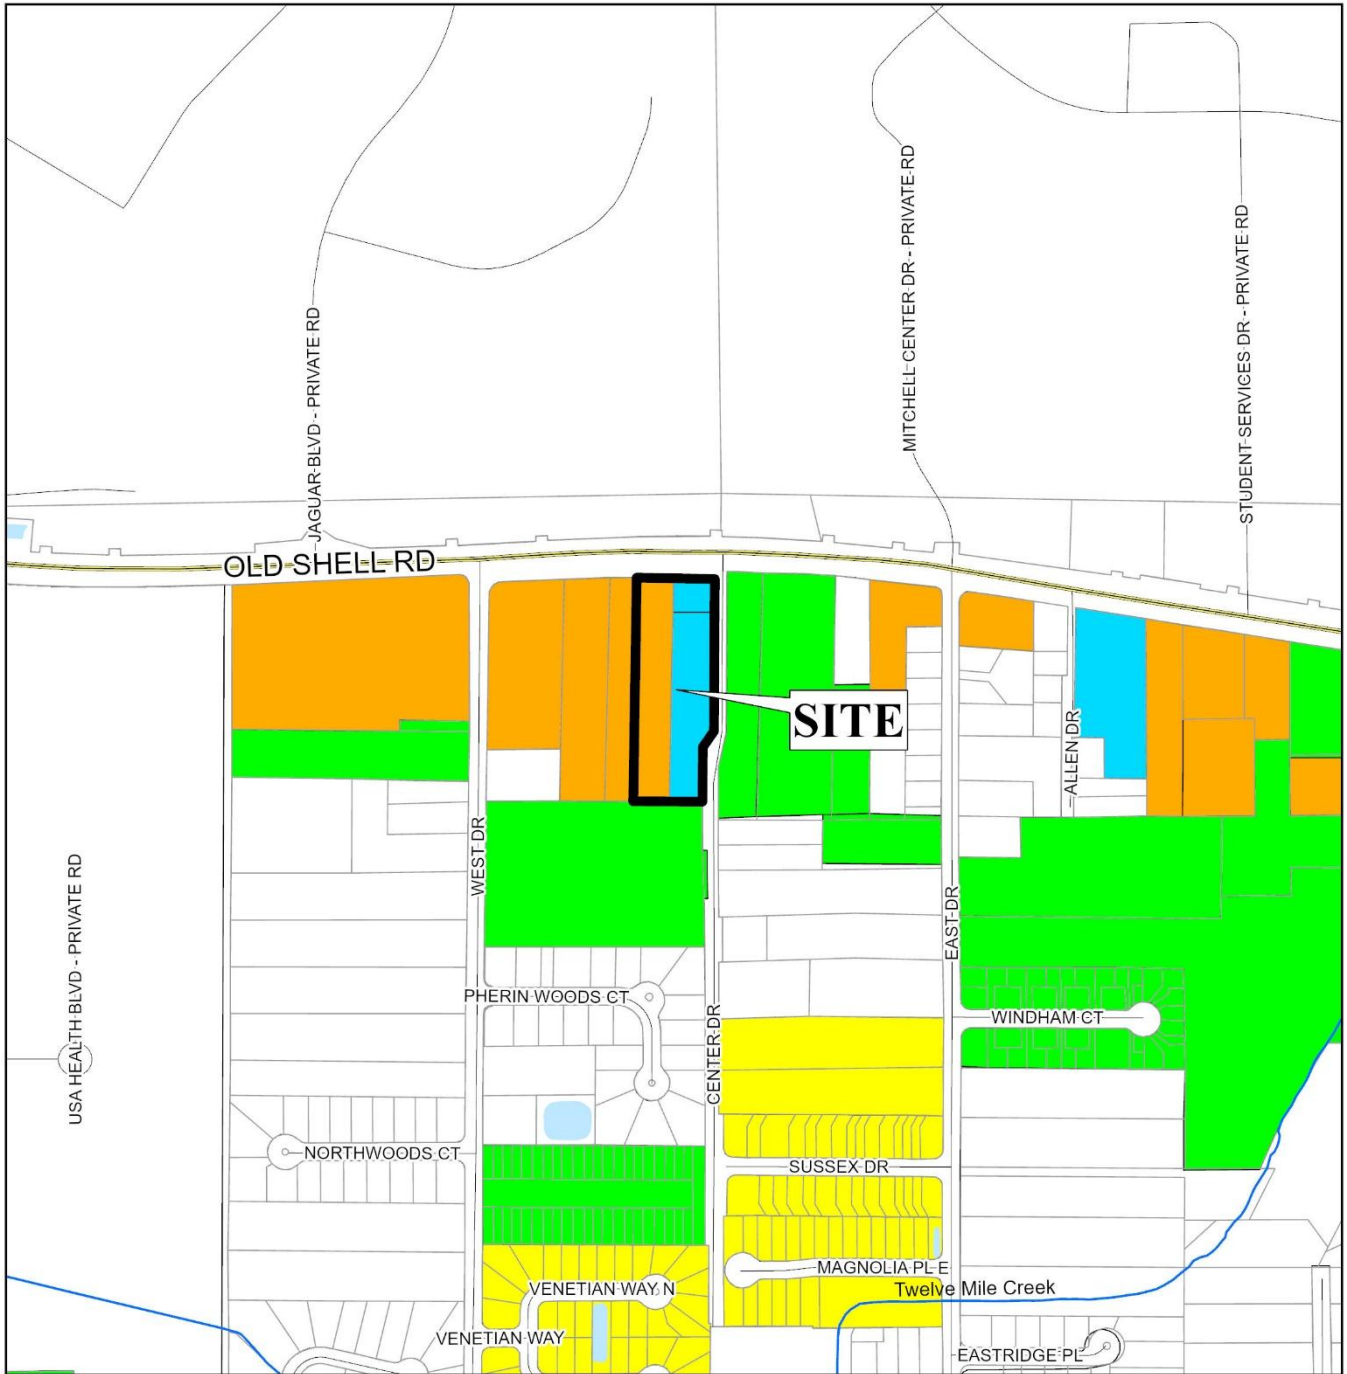 JAGUAR BLVD - PRIVATE RD
MITCHELL CENTER DR - PRIVATE RD
STUDENT SERVICES DR - PRIVATE RD
OLD SHELL RD
SITE
ALLEN DR
WEST DR
USA HEALTH BLVD - PRIVATE RD
EAST DR
PHERIN WOODS CT
WINDHAM CT
CENTER DR
NORTHWOODS CT
SUSSEX DR
MAGNOLIA PL E
VENETIAN WAY N
Twelve Mile Creek
VENETIAN WAY
EASTRIDGE PL